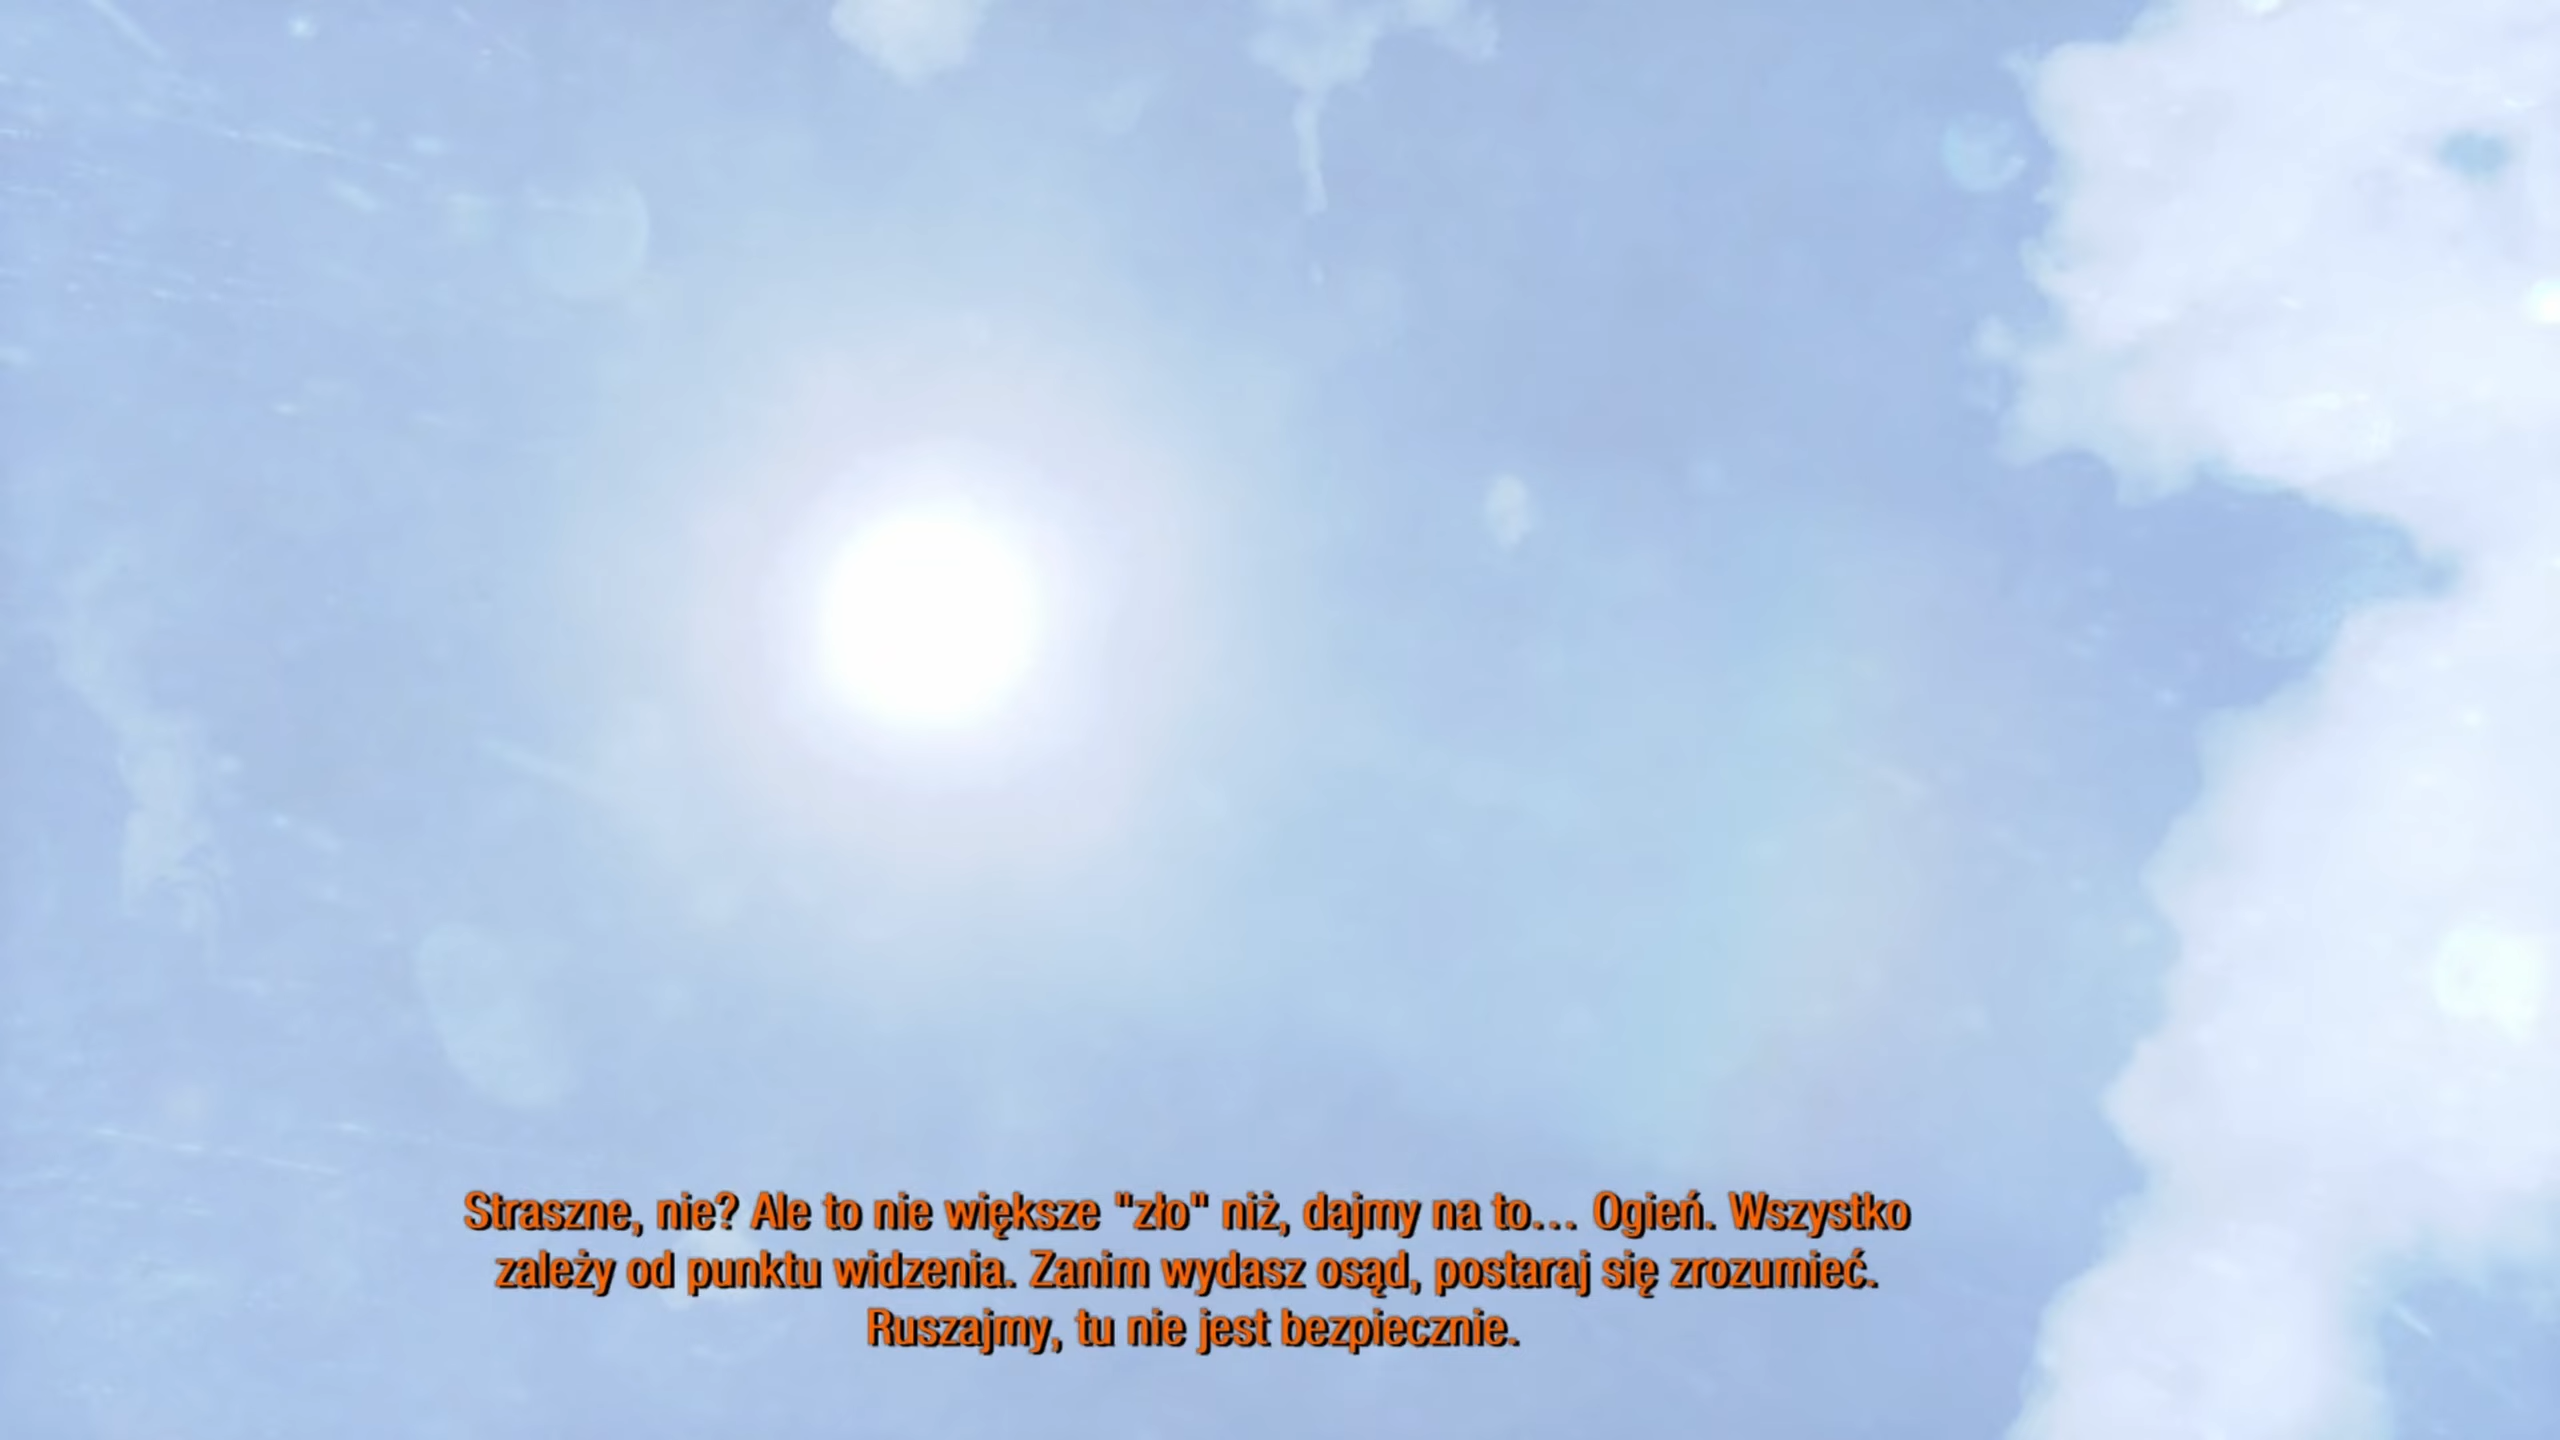 Straszne, nie? Ale to nie większe "zło" niż, dajmy na to... Ogień. Wszystko
zależy od punktu widzenia. Zanim wydasz osąd, postaraj się zrozumieć.
Ruszajmy, tu nie jest bezpiecznie.